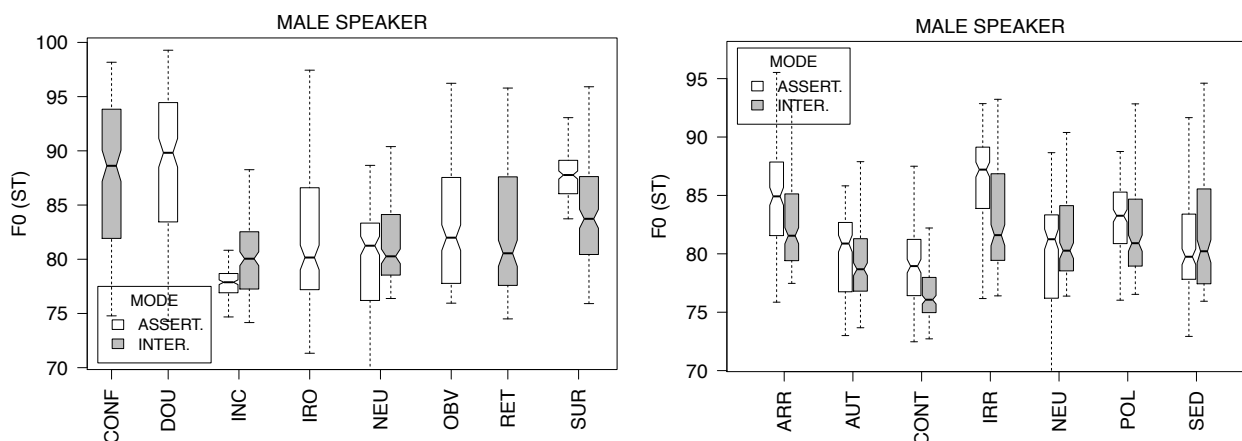 MALE SPEAKER
F0 (ST)
100
95
90
85
80
75
70
MODE
ASSERT.
INTER.
CONF
DOU
INC
IRO
NEU
OBV
RET
SUR
MALE SPEAKER
F0 (ST)
95
90
85
80
75
70
MODE
ASSERT.
INTER.
ARR
AUT
CONT
IRR
NEU
POL
SED